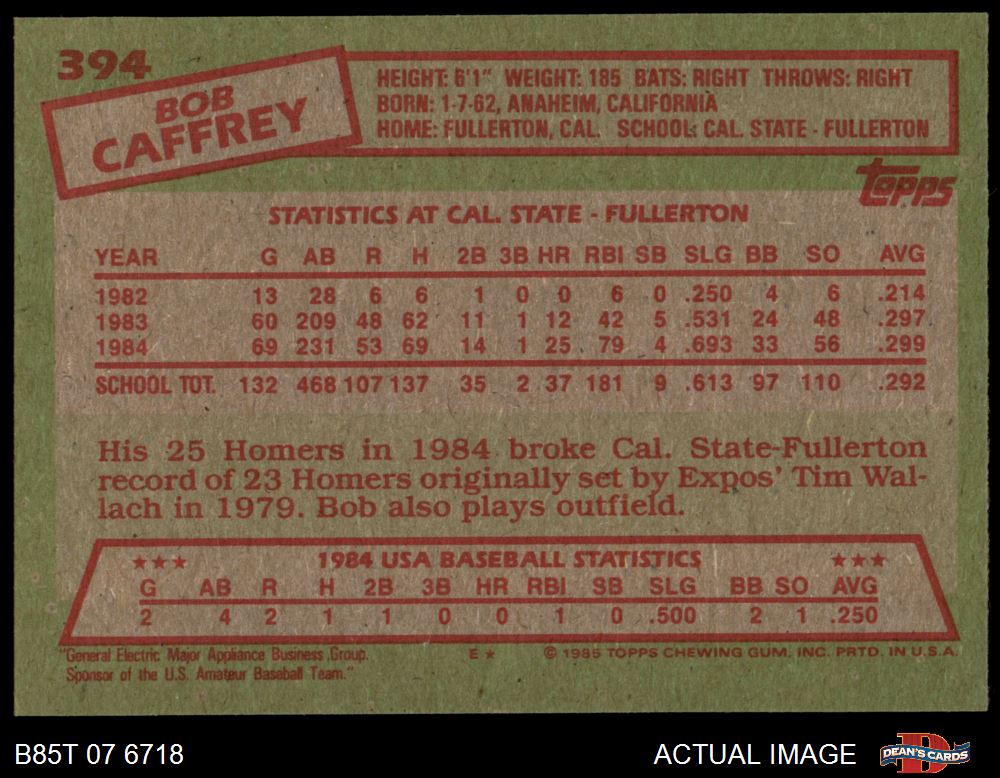 394
BOB
CAFFREY
HEIGHT: 6'1" WEIGHT: 185 BATS: RIGHT THROWS: RIGHT
BORN: 1-7-62, ANAHEIM, CALIFORNIA
HOME: FULLERTON, CAL. SCHOOL: CAL. STATE - FULLERTON
topps
STATISTICS AT CAL. STATE - FULLERTON
YEAR G AB R H 2B 3B HR RBI SB SLG BB SO AVG
1982 13 28 6 6 1 0 0 6 0 .250 4 6 .214
1983 60 209 48 62 11 1 12 42 5 .531 24 48 .297
1984 69 231 53 69 14 1 25 79 4 .693 33 56 .299
SCHOOL TOT. 132 468 107 137 35 2 37 181 9 .613 97 110 .292
His 25 Homers in 1984 broke Cal. State-Fullerton
record of 23 Homers originally set by Expos' Tim Wal-
lach in 1979. Bob also plays outfield.
★★★ 1984 USA BASEBALL STATISTICS ★★★
G AB R H 2B 3B HR RBI SB SLG BB SO AVG
2 4 2 1 1 0 0 1 0 .500 2 1 .250
"General Electric Major Appliance Business Group. E★ © 1985 TOPPS CHEWING GUM, INC. PRTD. IN U.S.A.
Sponsor of the U.S. Amateur Baseball Team."
B85T 07 6718 ACTUAL IMAGE DEAN'S CARDS